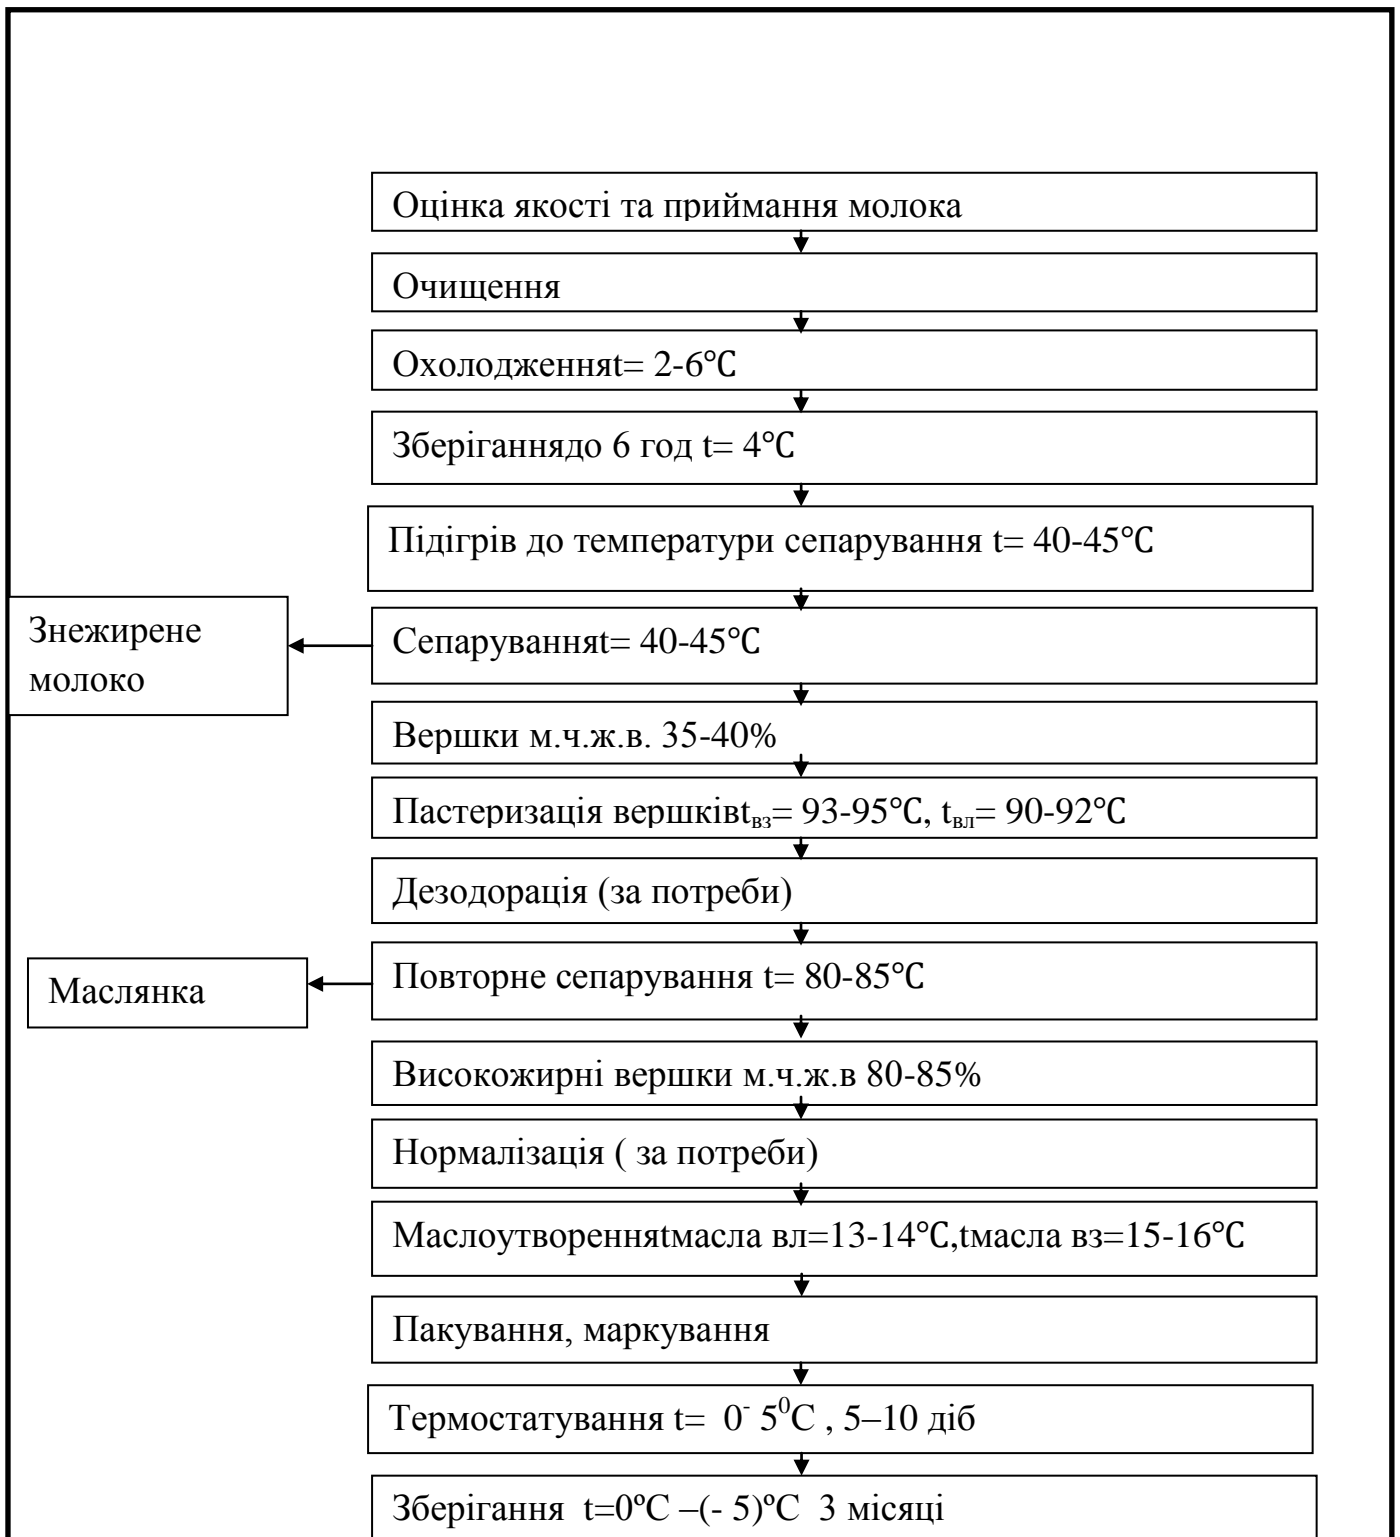 Оцінка якості та приймання молока
Очищення
Охолодженняt= 2-6°C
Зберіганнядо 6 год t= 4°C
Підігрів до температури сепарування t= 40-45°C
Знежирене
молоко
Сепаруванняt= 40-45°C
Вершки м.ч.ж.в. 35-40%
Пастеризація вершківtвз= 93-95°C, tвл= 90-92°C
Дезодорація (за потреби)
Маслянка
Повторне сепарування t= 80-85°C
Високожирні вершки м.ч.ж.в 80-85%
Нормалізація ( за потреби)
Маслоутворенняtмасла вл=13-14°C,tмасла вз=15-16°C
Пакування, маркування
Термостатування t=  0⁻ 5⁰С , 5–10 діб
Зберігання  t=0ºС –(- 5)ºС  3 місяці